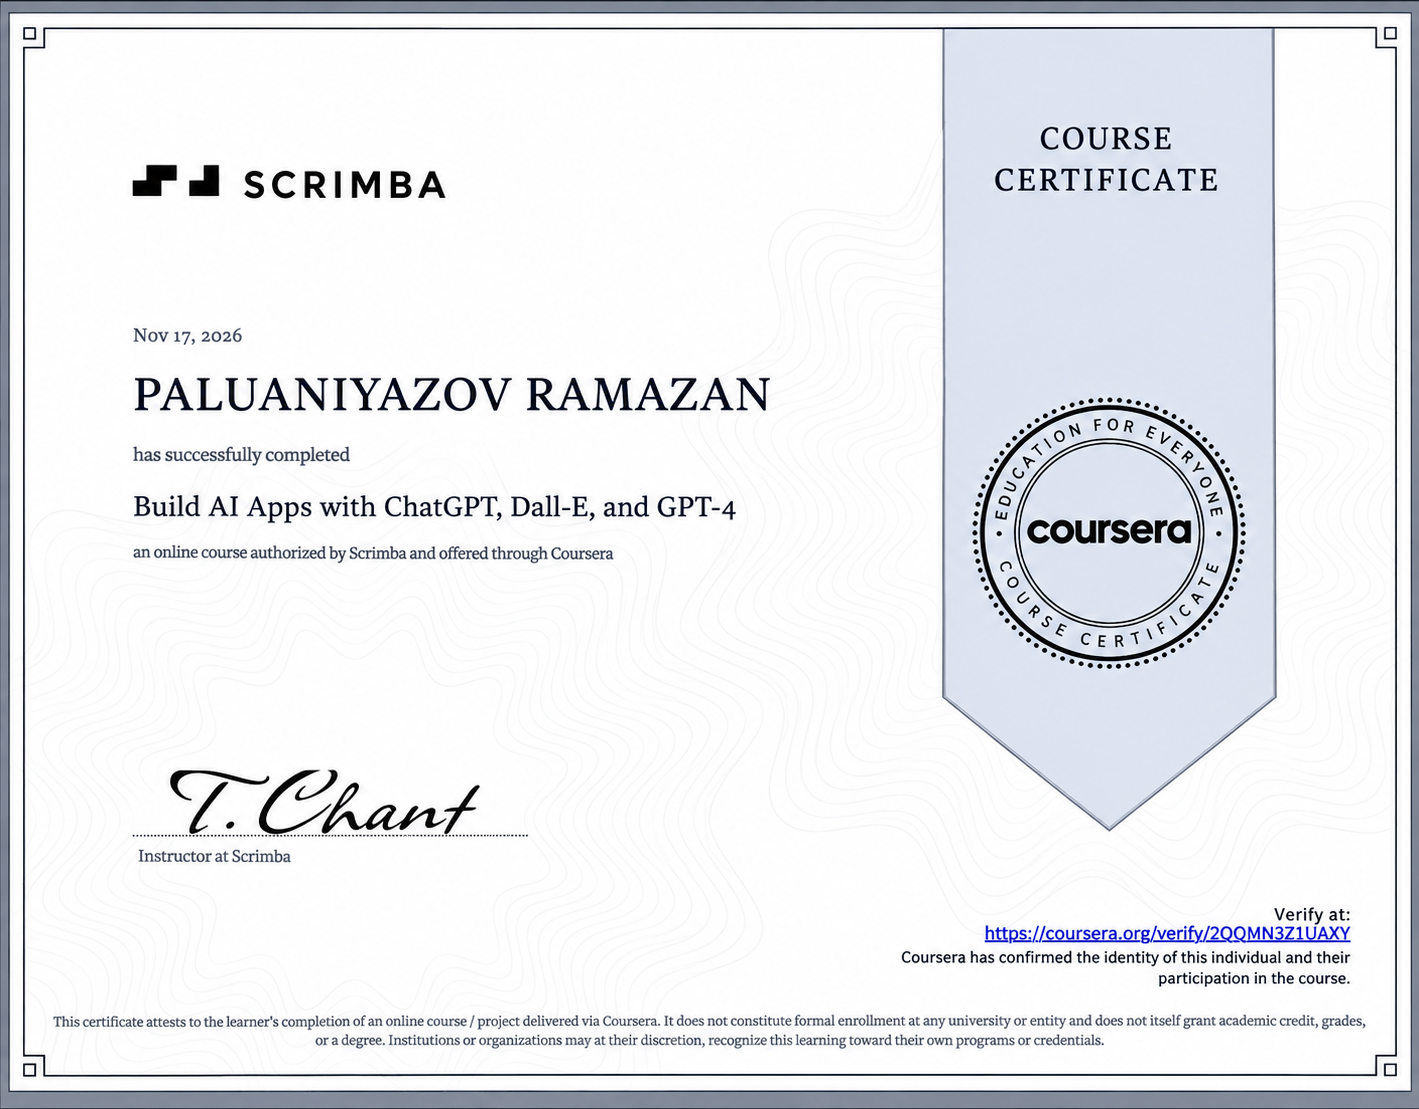 SCRIMBA
COURSE
CERTIFICATE
Nov 17, 2026
PALUANIYAZOV RAMAZAN
has successfully completed
Build AI Apps with ChatGPT, Dall-E, and GPT-4
an online course authorized by Scrimba and offered through Coursera
EDUCATION FOR EVERYONE
coursera
COURSE CERTIFICATE
T. Chant
Instructor at Scrimba
Verify at:
https://coursera.org/verify/2QQMN3Z1UAXY
Coursera has confirmed the identity of this individual and their
participation in the course.
This certificate attests to the learner's completion of an online course / project delivered via Coursera. It does not constitute formal enrollment at any university or entity and does not itself grant academic credit, grades,
or a degree. Institutions or organizations may at their discretion, recognize this learning toward their own programs or credentials.